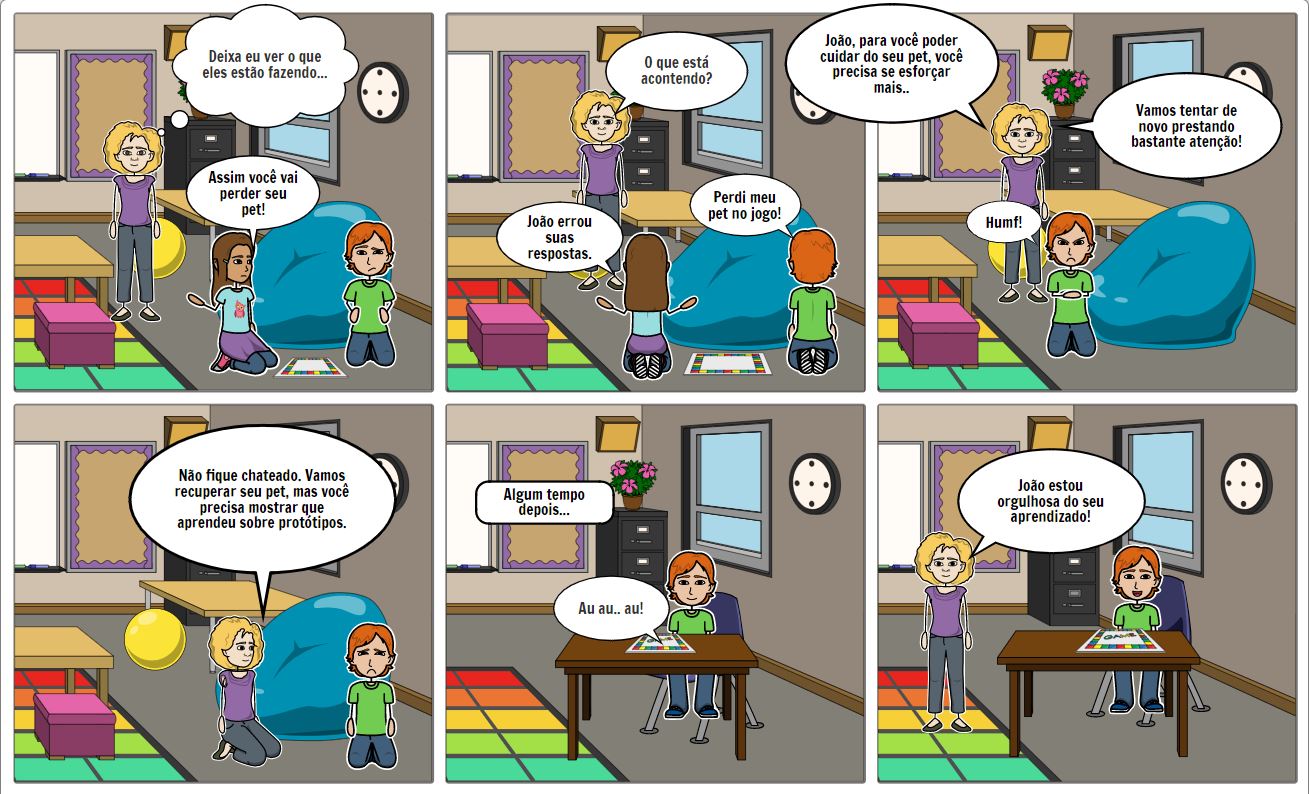 Deixa eu ver o que
eles estão fazendo...
Assim você vai
perder seu
pet!
O que está
acontendo?
João errou
suas
respostas.
Perdi meu
pet no jogo!
João, para você poder
cuidar do seu pet, você
precisa se esforçar
mais..
Vamos tentar de
novo prestando
bastante atenção!
Humf!
Não fique chateado. Vamos
recuperar seu pet, mas você
precisa mostrar que
aprendeu sobre protótipos.
Algum tempo
depois...
Au au.. au!
GAME
João estou
orgulhosa do seu
aprendizado!
GAME